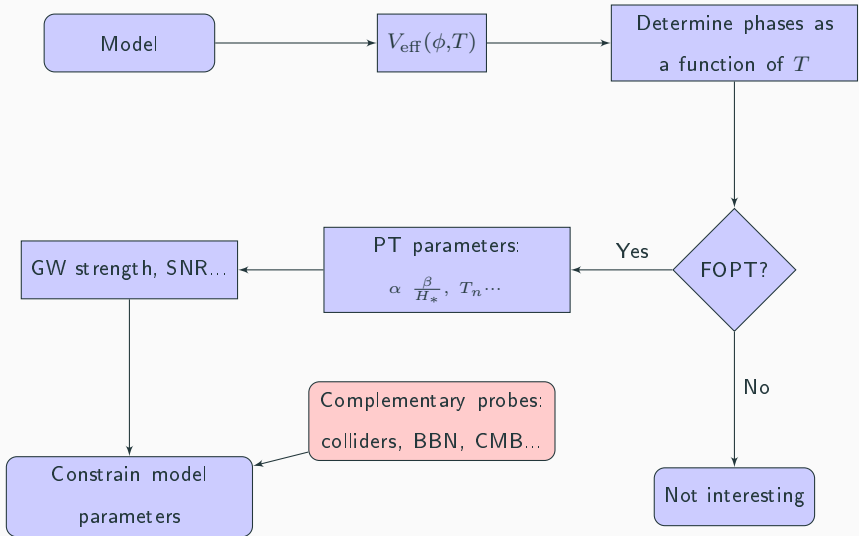 Model
V_eff(ϕ,T)
Determine phases as
a function of T
FOPT?
Yes
PT parameters:
α β/H_*, T_n...
GW strength, SNR...
No
Complementary probes:
colliders, BBN, CMB...
Constrain model
parameters
Not interesting